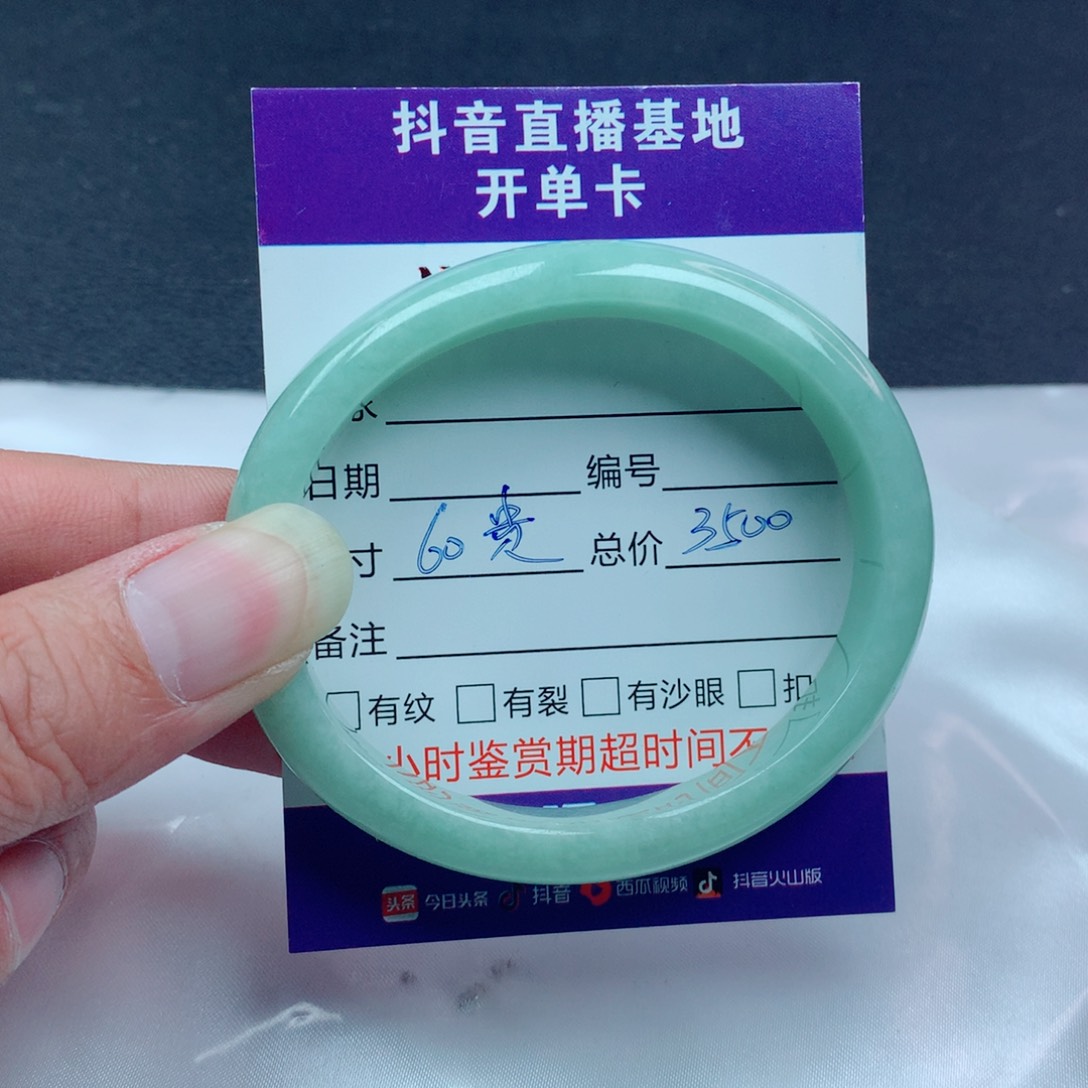 抖音直播基地
开单卡
日期 编号
寸 60贵 总价 3500
备注
有纹 有裂 有沙眼
小时鉴赏期超时间不
头条 今日头条 抖音 西瓜视频 抖音火山版